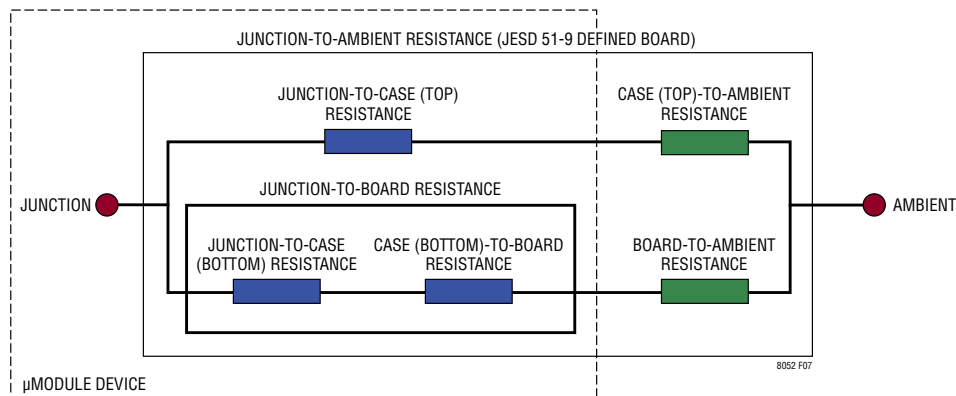 JUNCTION-TO-AMBIENT RESISTANCE (JESD 51-9 DEFINED BOARD)
JUNCTION-TO-CASE (TOP)
RESISTANCE
CASE (TOP)-TO-AMBIENT
RESISTANCE
JUNCTION-TO-BOARD RESISTANCE
JUNCTION
AMBIENT
JUNCTION-TO-CASE
(BOTTOM) RESISTANCE
CASE (BOTTOM)-TO-BOARD
RESISTANCE
BOARD-TO-AMBIENT
RESISTANCE
8052 F07
µMODULE DEVICE